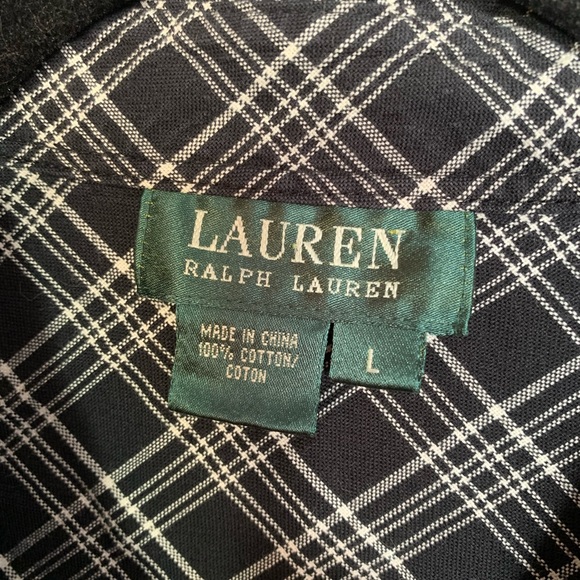 LAUREN
RALPH LAUREN
MADE IN CHINA
100% COTTON/
COTON
L